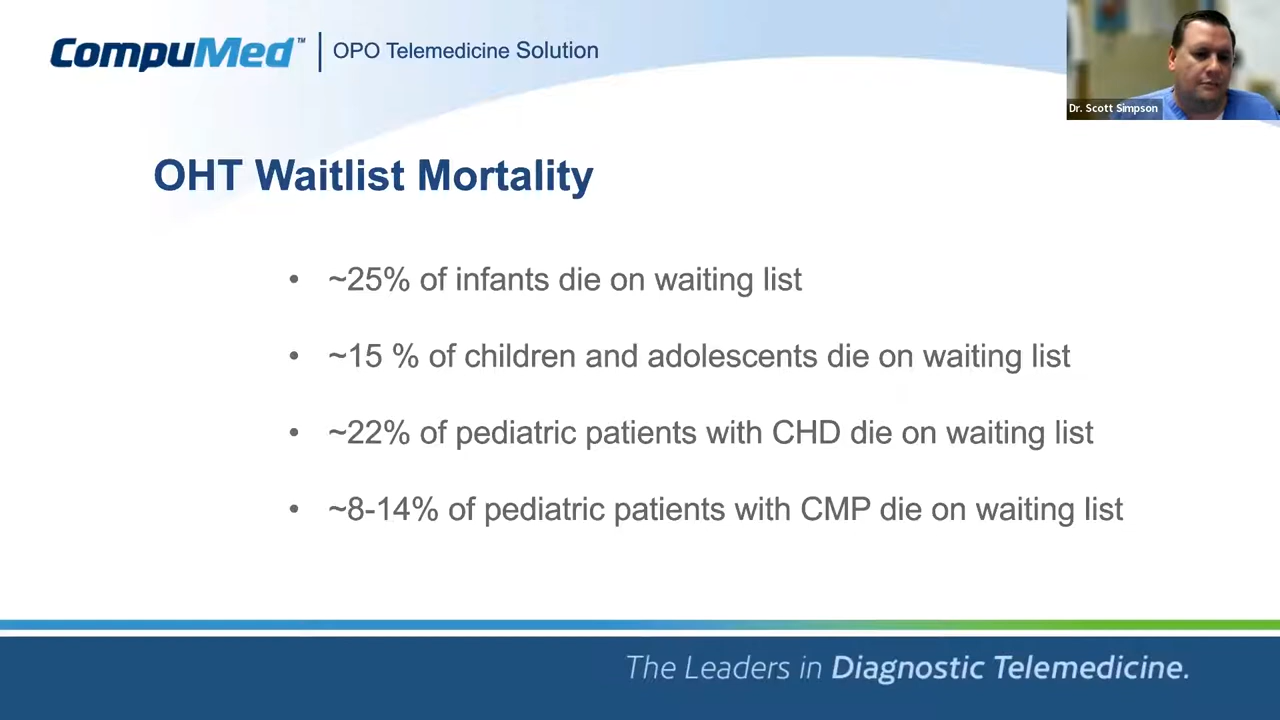 CompuMed™ | OPO Telemedicine Solution
Dr. Scott Simpson
OHT Waitlist Mortality
• ~25% of infants die on waiting list
• ~15 % of children and adolescents die on waiting list
• ~22% of pediatric patients with CHD die on waiting list
• ~8-14% of pediatric patients with CMP die on waiting list
The Leaders in Diagnostic Telemedicine.